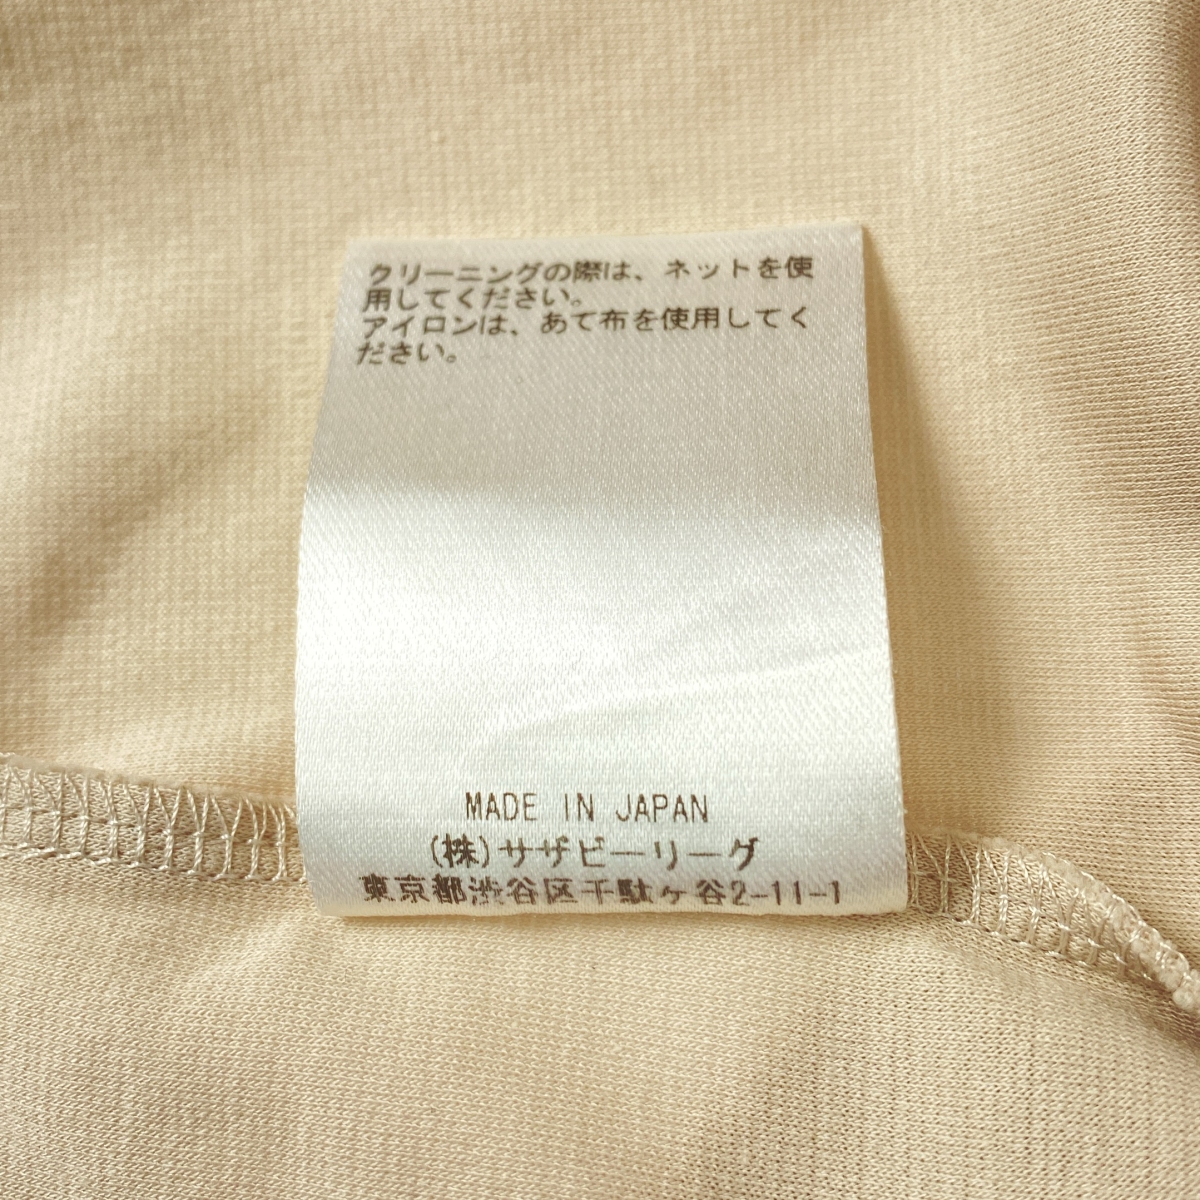 クリーニングの際は、ネットを使
用してください。
アイロンは、あて布を使用してく
ださい。
MADE IN JAPAN
(株)サザビーリーグ
東京都渋谷区千駄ヶ谷2-11-1